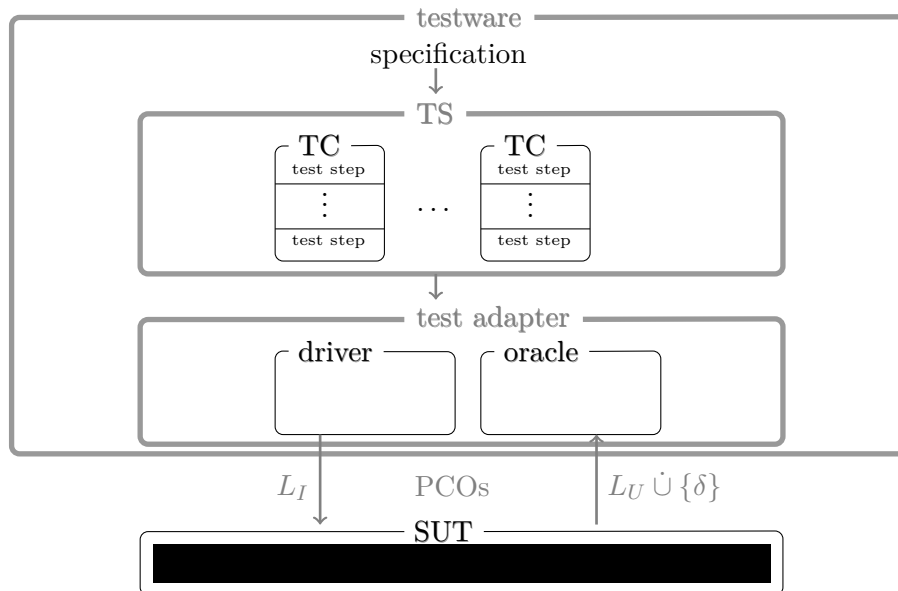 testware
specification
TS
TC TC
test step test step
⋮ … ⋮
test step test step
test adapter
driver oracle
L_I PCOs L_U ∪̇ {δ}
SUT